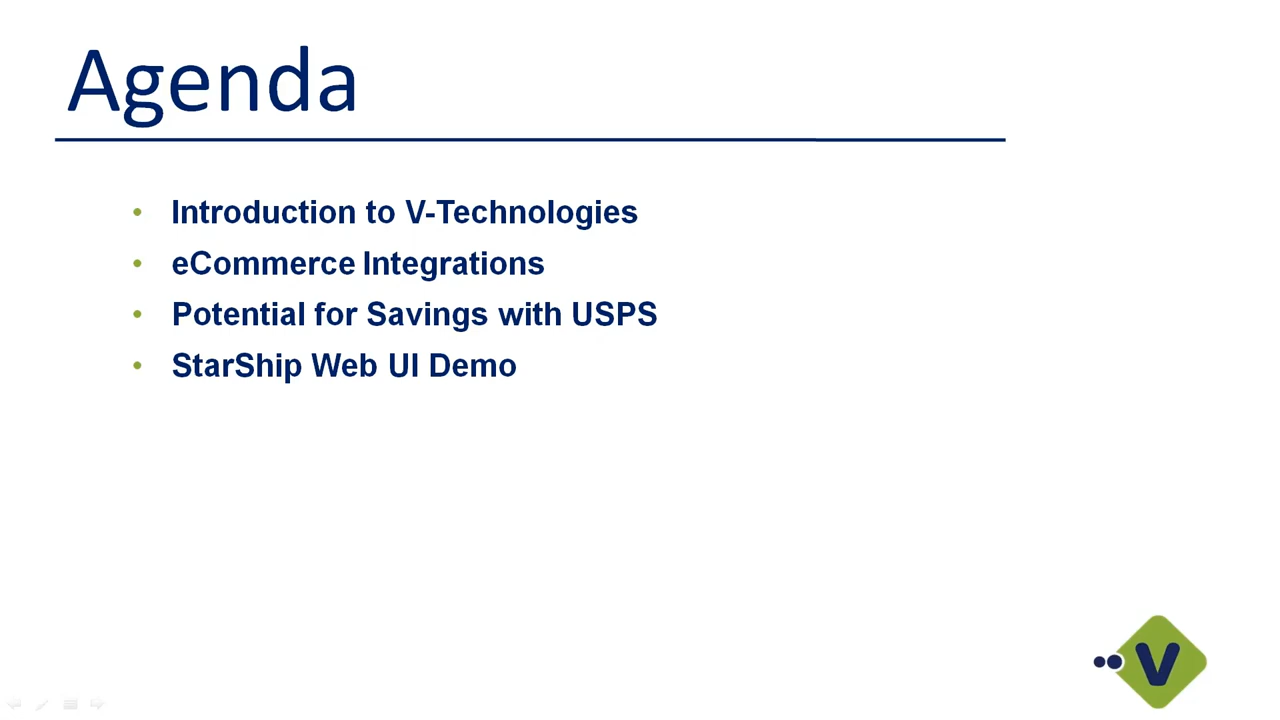 Agenda
• Introduction to V-Technologies
• eCommerce Integrations
• Potential for Savings with USPS
• StarShip Web UI Demo
V